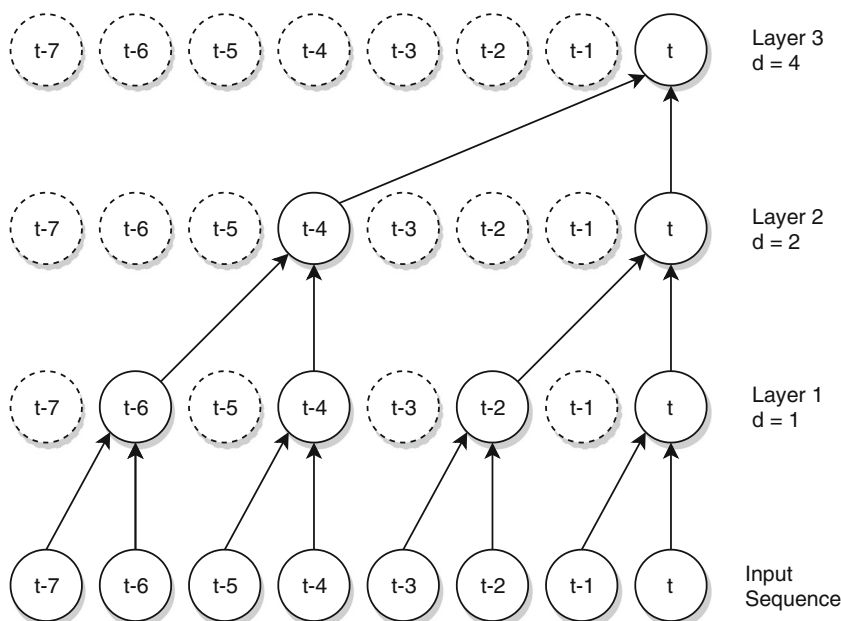 t-7 t-6 t-5 t-4 t-3 t-2 t-1 t
Layer 3
d = 4
t-7 t-6 t-5 t-4 t-3 t-2 t-1 t
Layer 2
d = 2
t-7 t-6 t-5 t-4 t-3 t-2 t-1 t
Layer 1
d = 1
t-7 t-6 t-5 t-4 t-3 t-2 t-1 t
Input
Sequence